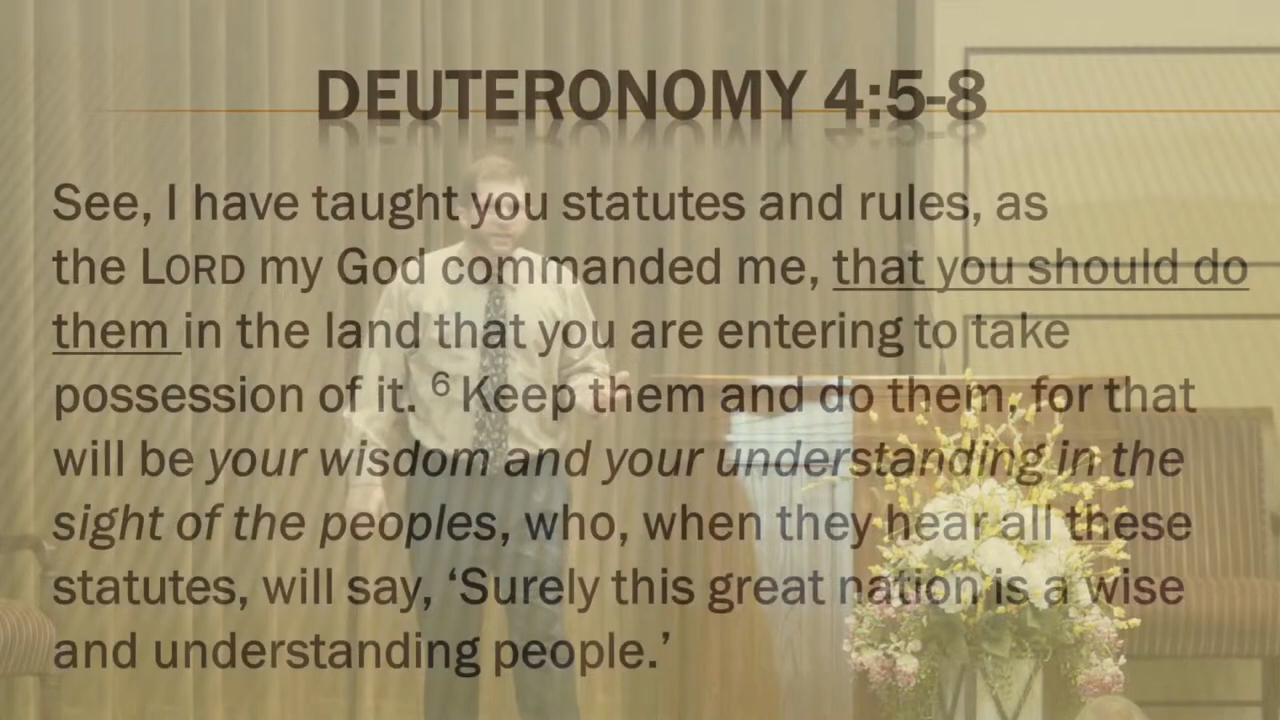 DEUTERONOMY 4:5-8
See, I have taught you statutes and rules, as
the LORD my God commanded me, that you should do
them in the land that you are entering to take
possession of it. ⁶ Keep them and do them, for that
will be your wisdom and your understanding in the
sight of the peoples, who, when they hear all these
statutes, will say, ‘Surely this great nation is a wise
and understanding people.’